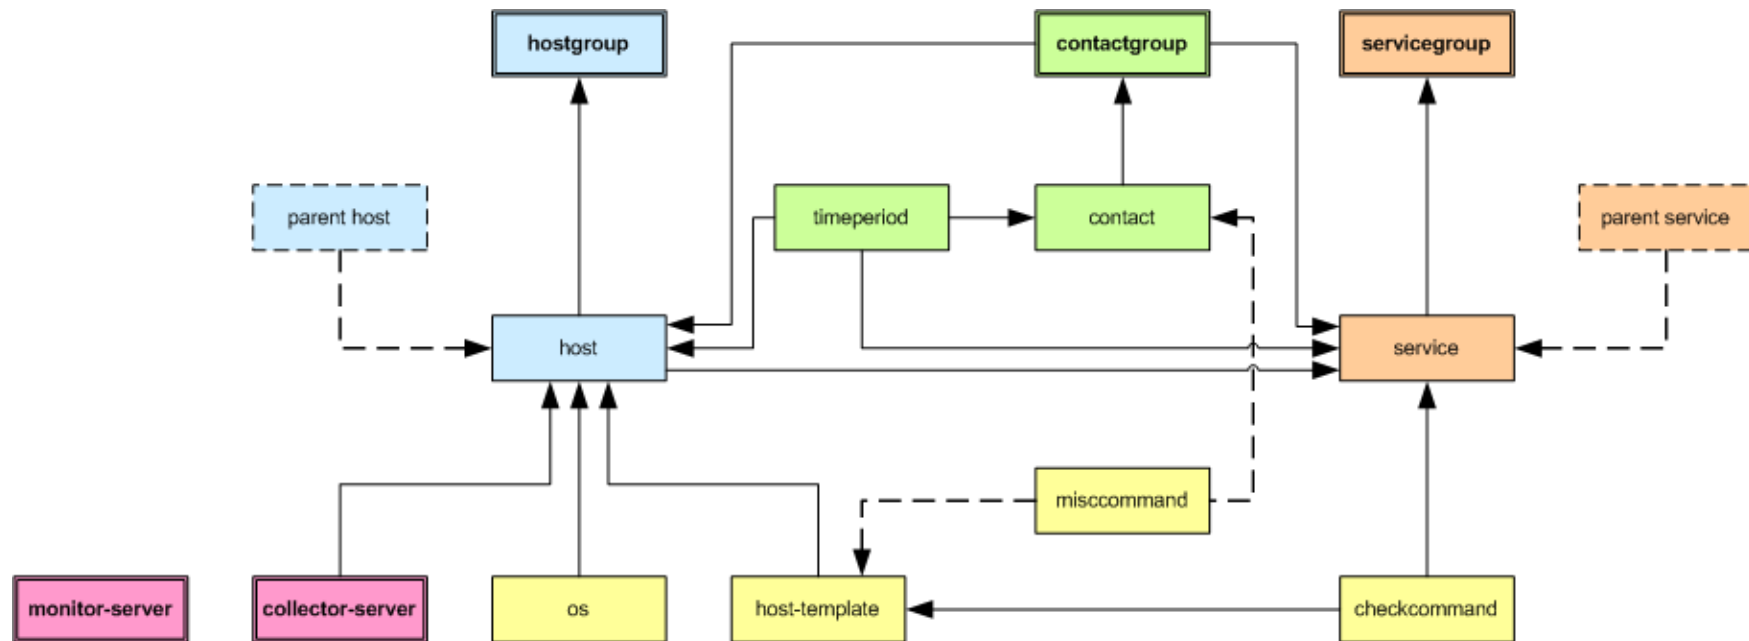 hostgroup
contactgroup
servicegroup
parent host
timeperiod
contact
parent service
host
service
misccommand
monitor-server
collector-server
os
host-template
checkcommand